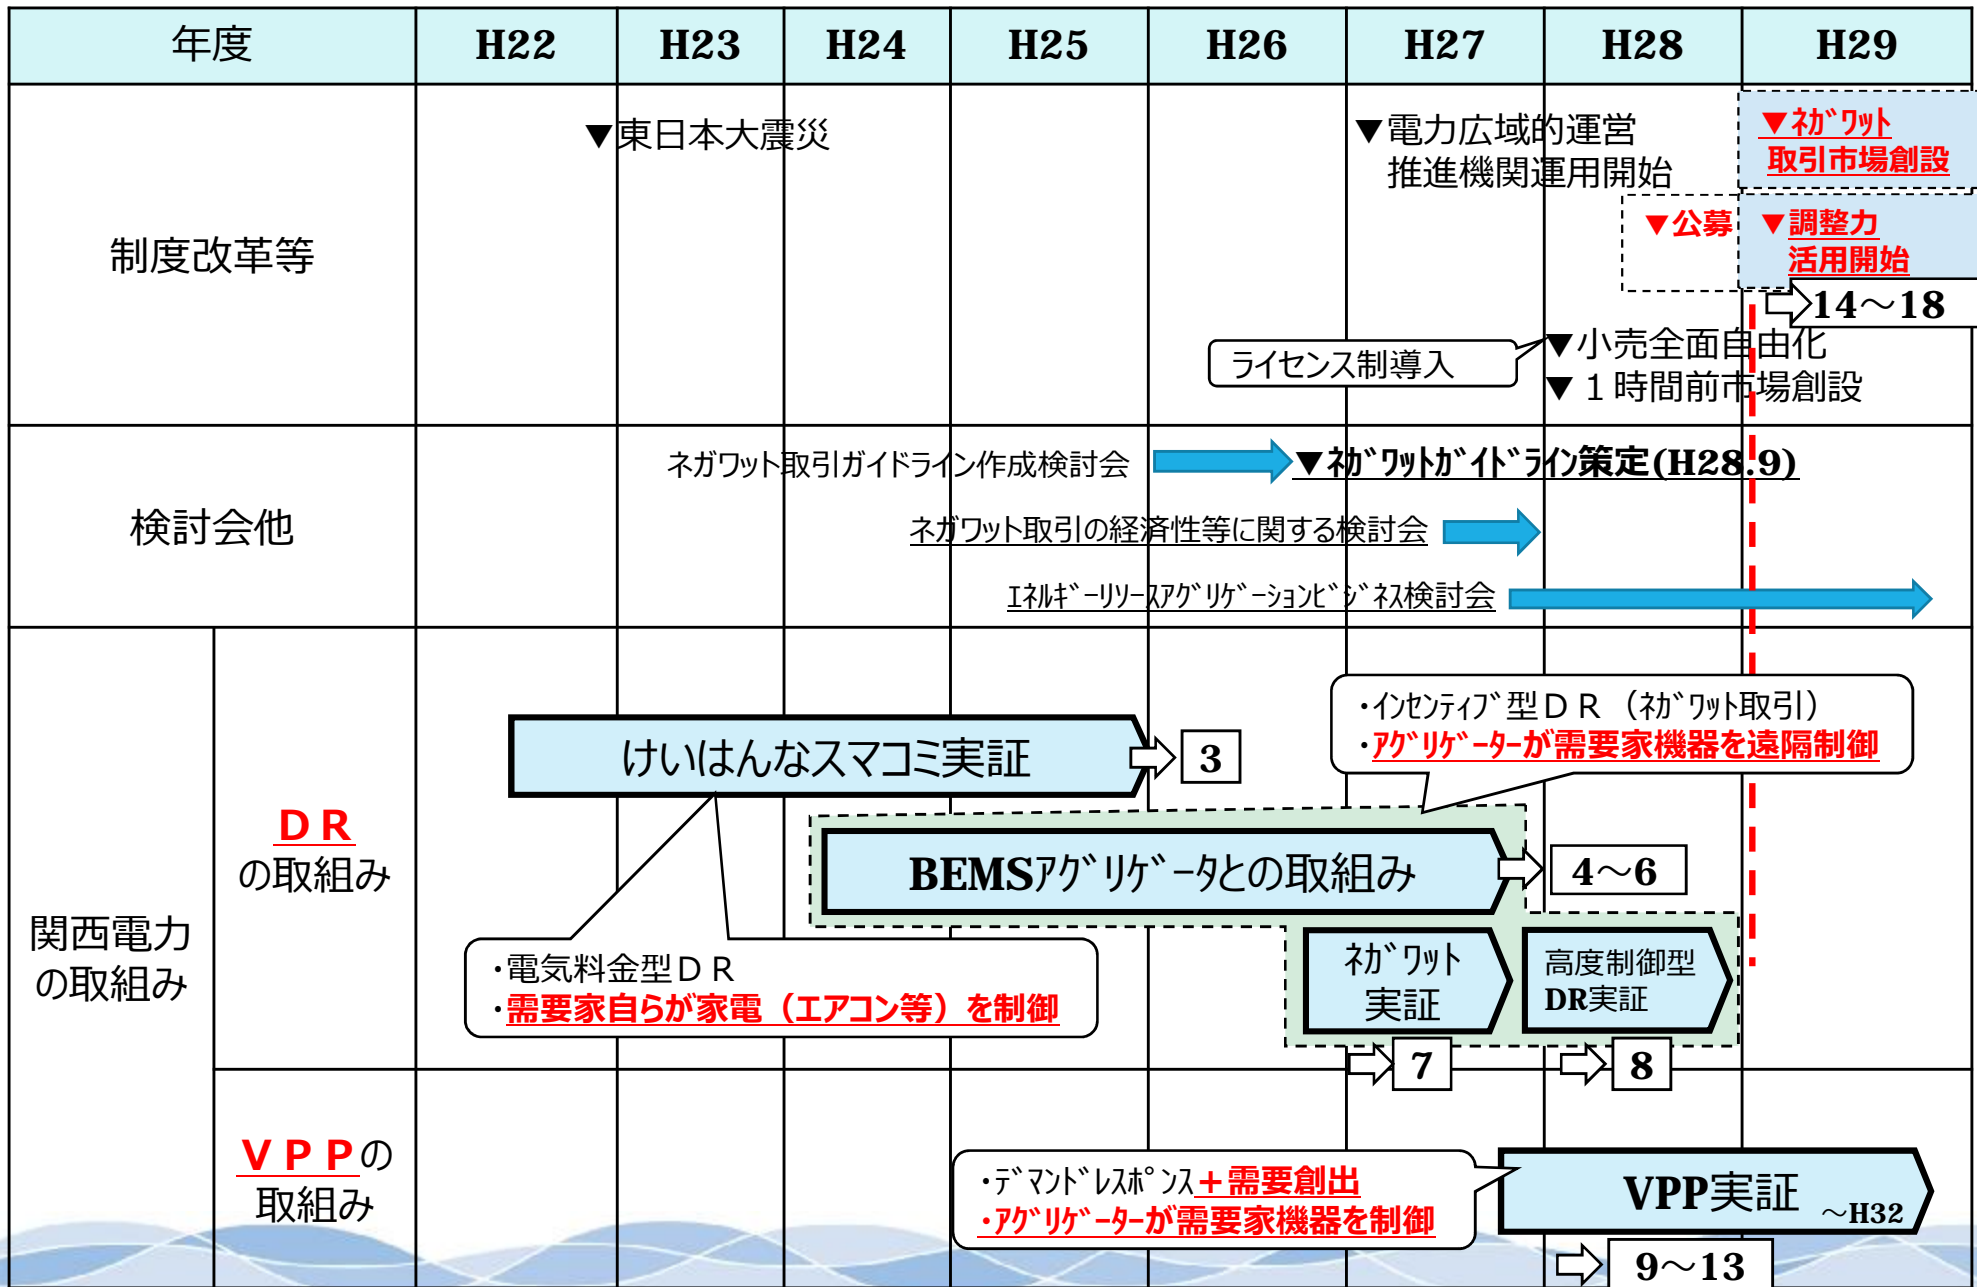 年度 H22 H23 H24 H25 H26 H27 H28 H29
制度改革等
▼東日本大震災
▼電力広域的運営
推進機関運用開始
▼ﾈｶﾞﾜｯﾄ
取引市場創設
▼公募
▼調整力
活用開始
14～18
ライセンス制導入
▼小売全面自由化
▼１時間前市場創設
検討会他
ネガワット取引ガイドライン作成検討会
▼ﾈｶﾞﾜｯﾄｶﾞｲﾄﾞﾗｲﾝ策定(H28.9)
ネガワット取引の経済性等に関する検討会
ｴﾈﾙｷﾞｰﾘｿｰｽｱｸﾞﾘｹﾞｰｼｮﾝﾋﾞｼﾞﾈｽ検討会
関西電力
の取組み
ＤＲ
の取組み
・ｲﾝｾﾝﾃｨﾌﾞ型ＤＲ（ﾈｶﾞﾜｯﾄ取引）
・ｱｸﾞﾘｹﾞｰﾀｰが需要家機器を遠隔制御
けいはんなスマコミ実証
3
BEMSｱｸﾞﾘｹﾞｰﾀとの取組み
4～6
・電気料金型ＤＲ
・需要家自らが家電（エアコン等）を制御
ﾈｶﾞﾜｯﾄ
実証
高度制御型
DR実証
7
8
ＶＰＰの
取組み
・ﾃﾞﾏﾝﾄﾞﾚｽﾎﾟﾝｽ＋需要創出
・ｱｸﾞﾘｹﾞｰﾀｰが需要家機器を制御
VPP実証 ～H32
9～13